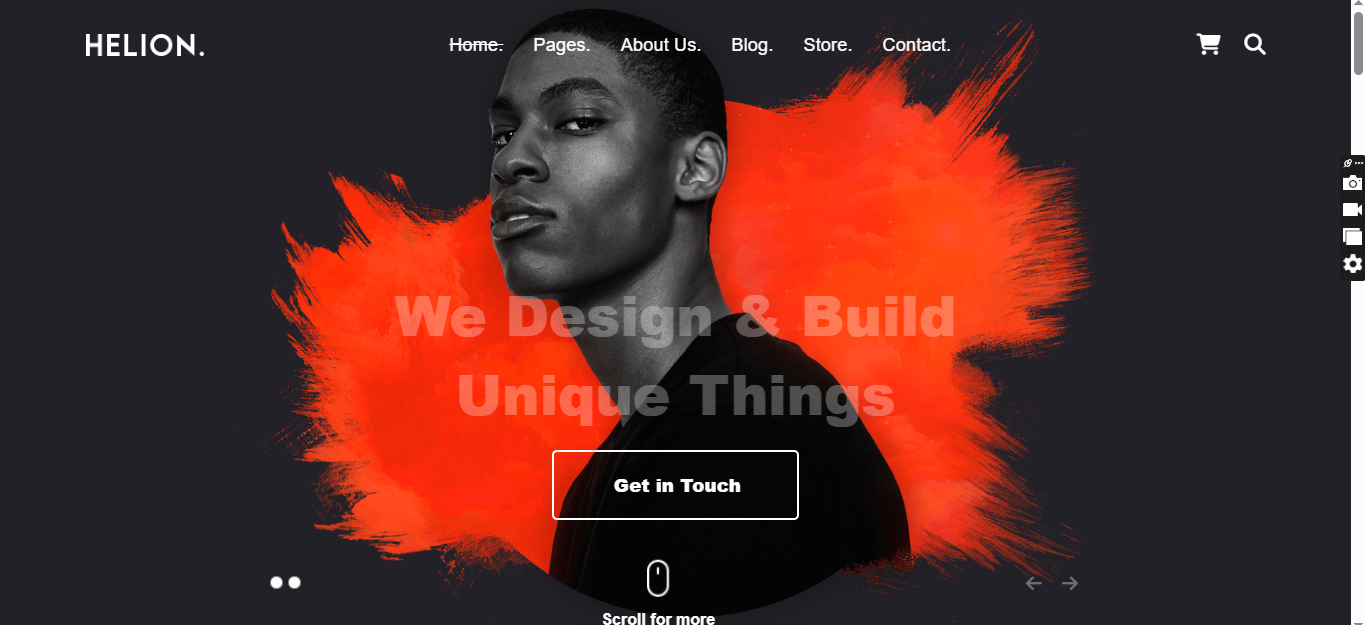 HELION.
Home. Pages. About Us. Blog. Store. Contact.
We Design & Build
Unique Things
Get in Touch
Scroll for more